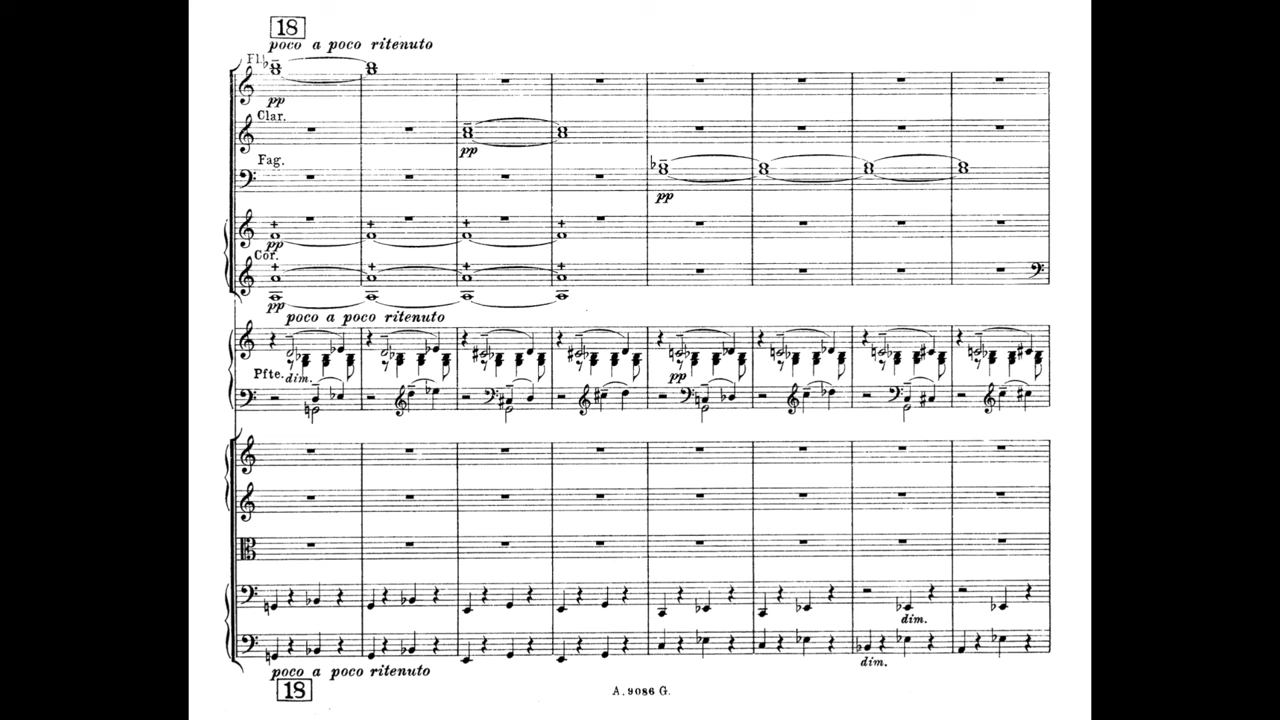 18
poco a poco ritenuto
Fl.
pp
Clar.
pp
Fag.
pp
pp
Cor.
pp
poco a poco ritenuto
Pfte.
dim.
pp
dim.
dim.
poco a poco ritenuto
18
A. 9086 G.